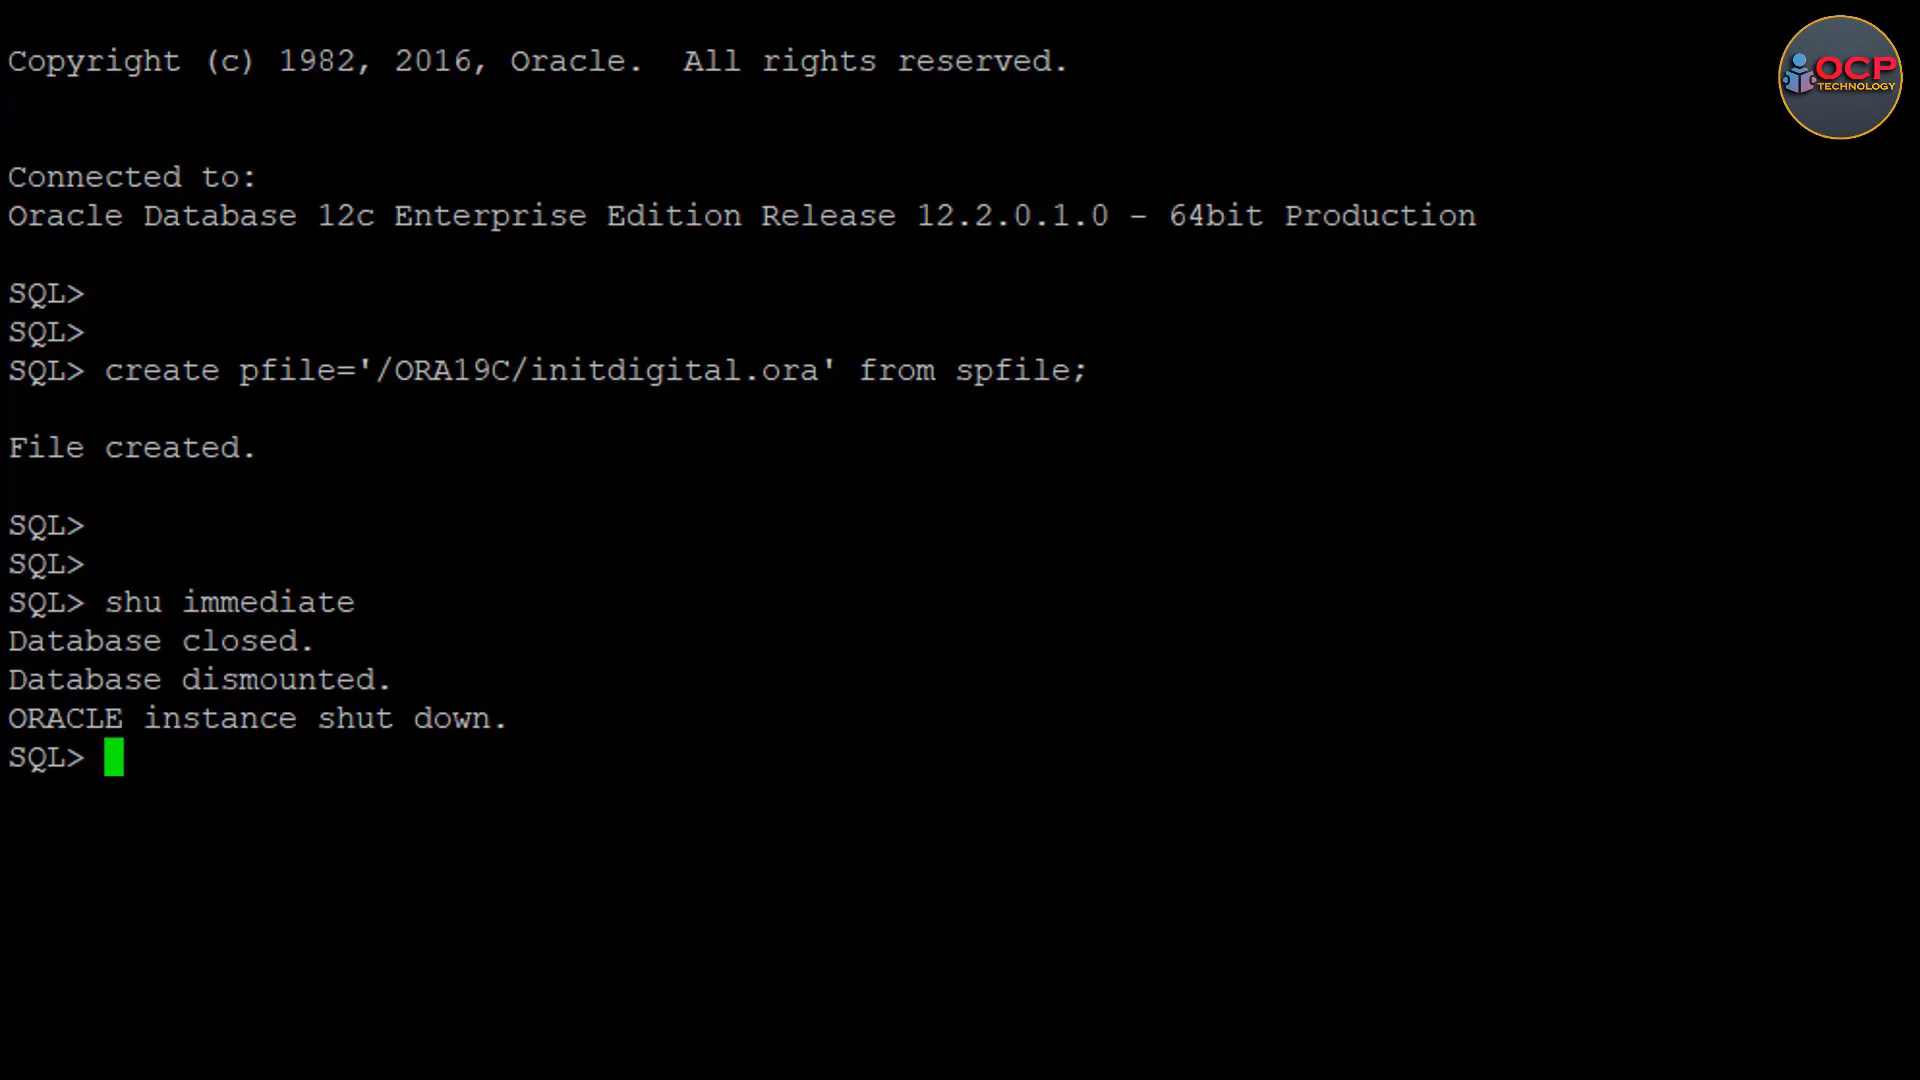 Copyright (c) 1982, 2016, Oracle.  All rights reserved.
OCP
TECHNOLOGY
Connected to:
Oracle Database 12c Enterprise Edition Release 12.2.0.1.0 - 64bit Production
SQL>
SQL>
SQL> create pfile='/ORA19C/initdigital.ora' from spfile;
File created.
SQL>
SQL>
SQL> shu immediate
Database closed.
Database dismounted.
ORACLE instance shut down.
SQL>